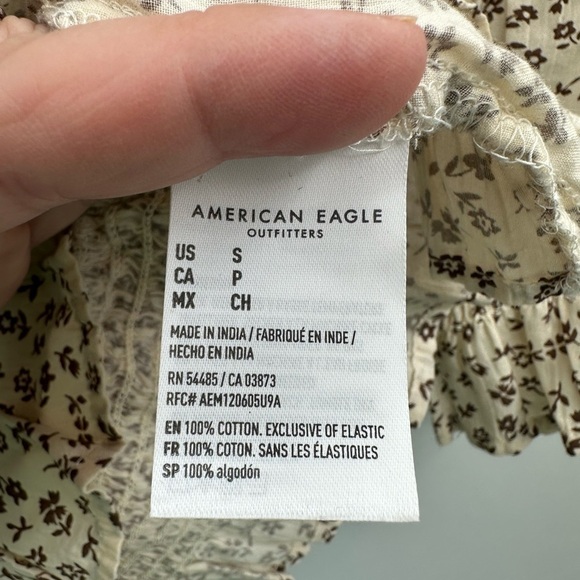 AMERICAN EAGLE
OUTFITTERS
US S
CA P
MX CH
MADE IN INDIA / FABRIQUÉ EN INDE /
HECHO EN INDIA
RN 54485 / CA 03873
RFC# AEM120605U9A
EN 100% COTTON. EXCLUSIVE OF ELASTIC
FR 100% COTON. SANS LES ÉLASTIQUES
SP 100% algodón